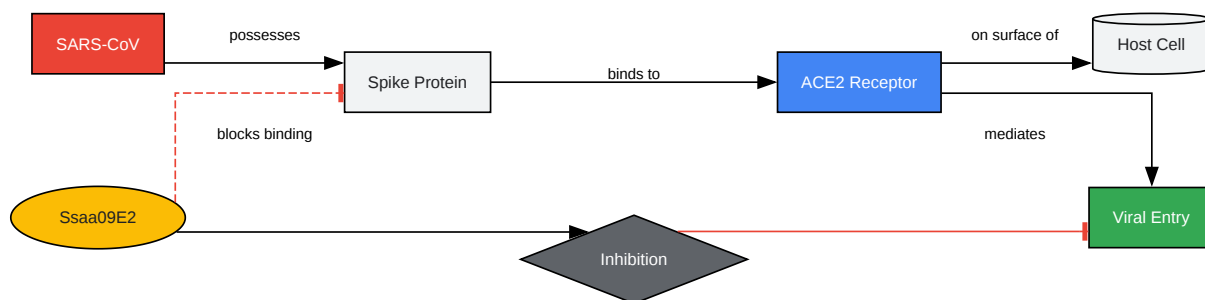 SARS-CoV
possesses
Spike Protein
binds to
ACE2 Receptor
on surface of
Host Cell
blocks binding
mediates
Ssaa09E2
Inhibition
Viral Entry